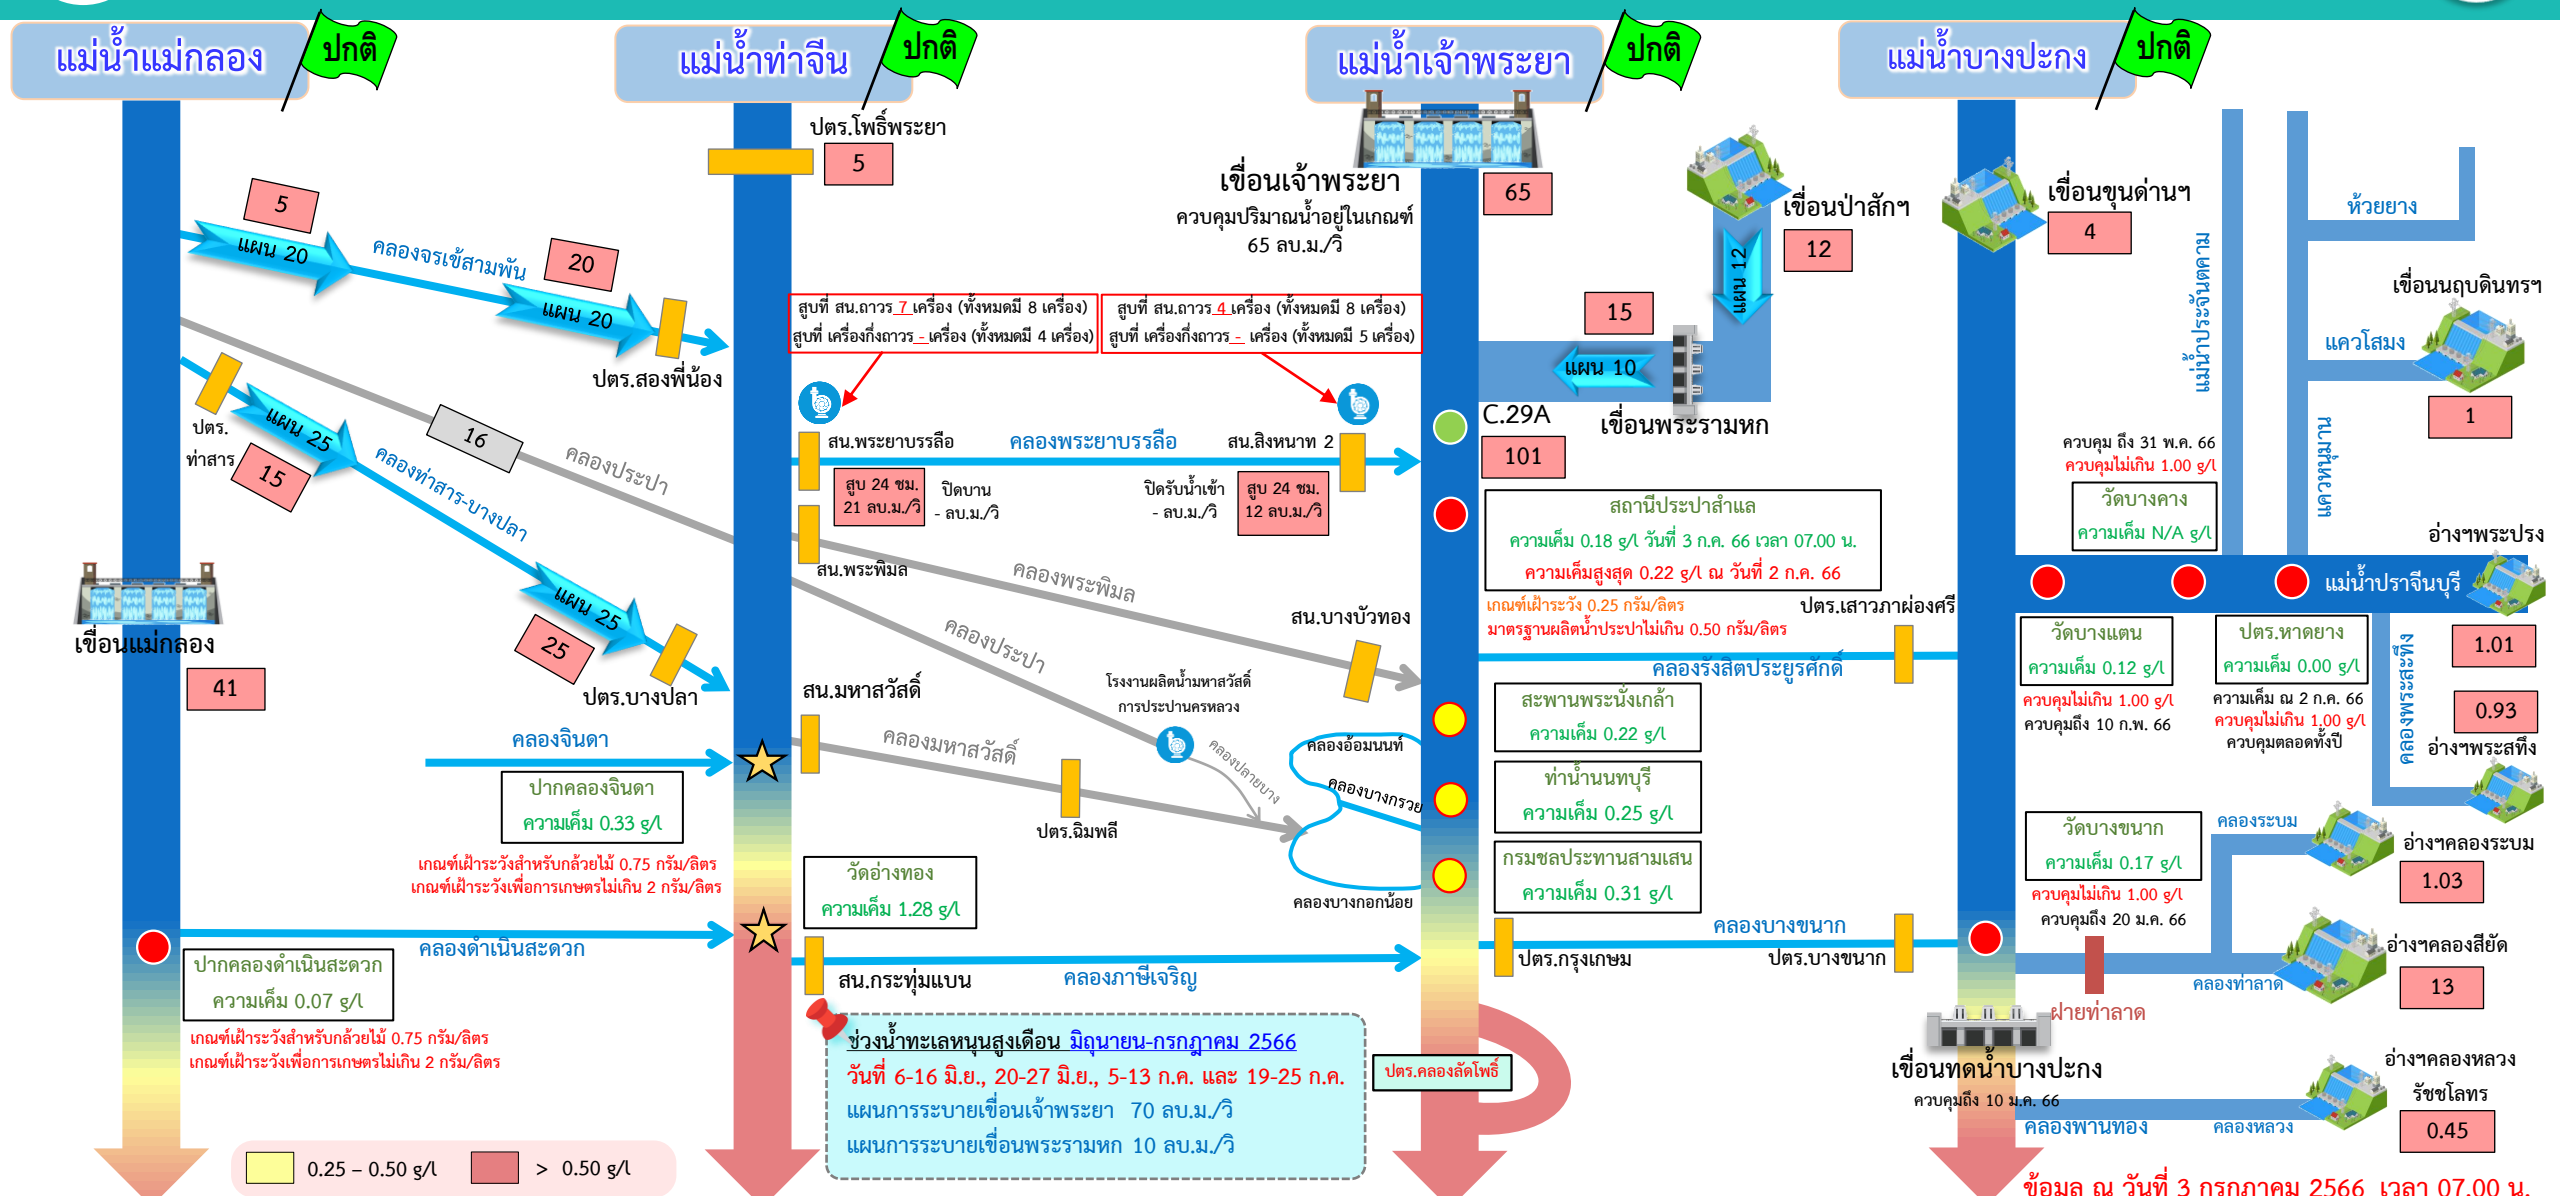 แม่น้ำแม่กลอง
ปกติ
แม่น้ำท่าจีน
ปกติ
แม่น้ำเจ้าพระยา
ปกติ
แม่น้ำบางปะกง
ปกติ
5
แผน 20
คลองจรเข้สามพัน
20
แผน 20
ปตร.สองพี่น้อง
ปตร.
ท่าสาร
แผน 25
15
คลองท่าสาร-บางปลา
16
คลองประปา
แผน 25
25
ปตร.บางปลา
เขื่อนแม่กลอง
41
คลองจินดา
ปากคลองจินดา
ความเค็ม 0.33 g/l
เกณฑ์เฝ้าระวังสำหรับกล้วยไม้ 0.75 กรัม/ลิตร
เกณฑ์เฝ้าระวังเพื่อการเกษตรไม่เกิน 2 กรัม/ลิตร
คลองดำเนินสะดวก
ปากคลองดำเนินสะดวก
ความเค็ม 0.07 g/l
เกณฑ์เฝ้าระวังสำหรับกล้วยไม้ 0.75 กรัม/ลิตร
เกณฑ์เฝ้าระวังเพื่อการเกษตรไม่เกิน 2 กรัม/ลิตร
0.25 – 0.50 g/l
> 0.50 g/l
ปตร.โพธิ์พระยา
5
สูบที่ สน.ถาวร 7 เครื่อง (ทั้งหมดมี 8 เครื่อง)
สูบที่ เครื่องกึ่งถาวร - เครื่อง (ทั้งหมดมี 4 เครื่อง)
สูบที่ สน.ถาวร 4 เครื่อง (ทั้งหมดมี 8 เครื่อง)
สูบที่ เครื่องกึ่งถาวร - เครื่อง (ทั้งหมดมี 5 เครื่อง)
สน.พระยาบรรลือ
คลองพระยาบรรลือ
สน.สิงหนาท 2
สูบ 24 ชม.
21 ลบ.ม./วิ
ปิดบาน
- ลบ.ม./วิ
ปิดรับน้ำเข้า
- ลบ.ม./วิ
สูบ 24 ชม.
12 ลบ.ม./วิ
สน.พระพิมล
คลองพระพิมล
สน.บางบัวทอง
คลองประปา
โรงงานผลิตน้ำมหาสวัสดิ์
การประปานครหลวง
สน.มหาสวัสดิ์
คลองมหาสวัสดิ์
ปตร.ฉิมพลี
คลองปลายบาง
คลองอ้อมนนท์
คลองบางกรวย
คลองบางกอกน้อย
วัดอ่างทอง
ความเค็ม 1.28 g/l
สน.กระทุ่มแบน
คลองภาษีเจริญ
ช่วงน้ำทะเลหนุนสูงเดือน มิถุนายน-กรกฎาคม 2566
วันที่ 6-16 มิ.ย., 20-27 มิ.ย., 5-13 ก.ค. และ 19-25 ก.ค.
แผนการระบายเขื่อนเจ้าพระยา 70 ลบ.ม./วิ
แผนการระบายเขื่อนพระรามหก 10 ลบ.ม./วิ
เขื่อนเจ้าพระยา
ควบคุมปริมาณน้ำอยู่ในเกณฑ์
65 ลบ.ม./วิ
65
เขื่อนป่าสักฯ
12
แผน 12
15
แผน 10
เขื่อนพระรามหก
C.29A
101
สถานีประปาสำแล
ความเค็ม 0.18 g/l วันที่ 3 ก.ค. 66 เวลา 07.00 น.
ความเค็มสูงสุด 0.22 g/l ณ วันที่ 2 ก.ค. 66
เกณฑ์เฝ้าระวัง 0.25 กรัม/ลิตร
มาตรฐานผลิตน้ำประปาไม่เกิน 0.50 กรัม/ลิตร
ปตร.เสาวภาผ่องศรี
คลองรังสิตประยูรศักดิ์
สะพานพระนั่งเกล้า
ความเค็ม 0.22 g/l
ท่าน้ำนนทบุรี
ความเค็ม 0.25 g/l
กรมชลประทานสามเสน
ความเค็ม 0.31 g/l
คลองบางขนาก
ปตร.กรุงเกษม
ปตร.บางขนาก
ปตร.คลองลัดโพธิ์
เขื่อนขุนด่านฯ
4
แม่น้ำประจันตคาม
ห้วยยาง
เขื่อนนฤบดินทรฯ
แควโสมง
1
แควหนุมาน
ควบคุม ถึง 31 พ.ค. 66
ควบคุมไม่เกิน 1.00 g/l
วัดบางคาง
ความเค็ม N/A g/l
อ่างฯพระปรง
แม่น้ำปราจีนบุรี
1.01
วัดบางแตน
ความเค็ม 0.12 g/l
ควบคุมไม่เกิน 1.00 g/l
ควบคุมถึง 10 ก.พ. 66
ปตร.หาดยาง
ความเค็ม 0.00 g/l
ความเค็ม ณ 2 ก.ค. 66
ควบคุมไม่เกิน 1.00 g/l
ควบคุมตลอดทั้งปี
คลองพระสะทึง
0.93
อ่างฯพระสทึง
วัดบางขนาก
ความเค็ม 0.17 g/l
ควบคุมไม่เกิน 1.00 g/l
ควบคุมถึง 20 ม.ค. 66
คลองระบม
อ่างฯคลองระบม
1.03
อ่างฯคลองสียัด
13
คลองท่าลาด
ฝายท่าลาด
เขื่อนทดน้ำบางปะกง
ควบคุมถึง 10 ม.ค. 66
คลองพานทอง
คลองหลวง
อ่างฯคลองหลวง
รัชชโลทร
0.45
ข้อมูล ณ วันที่ 3 กรกฎาคม 2566 เวลา 07.00 น.